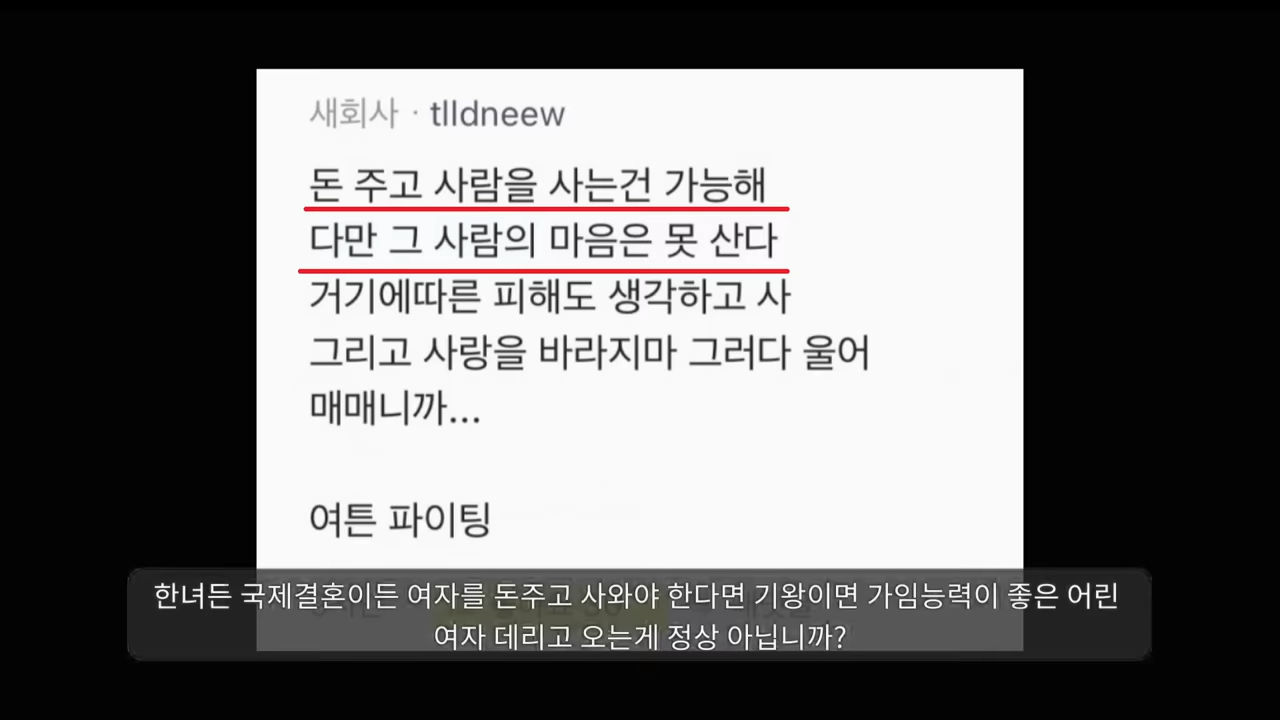 새회사 · tlldneew
돈 주고 사람을 사는건 가능해
다만 그 사람의 마음은 못 산다
거기에따른 피해도 생각하고 사
그리고 사랑을 바라지마 그러다 울어
매매니까...
여튼 파이팅
한녀든 국제결혼이든 여자를 돈주고 사와야 한다면 기왕이면 가임능력이 좋은 어린
여자 데리고 오는게 정상 아닙니까?